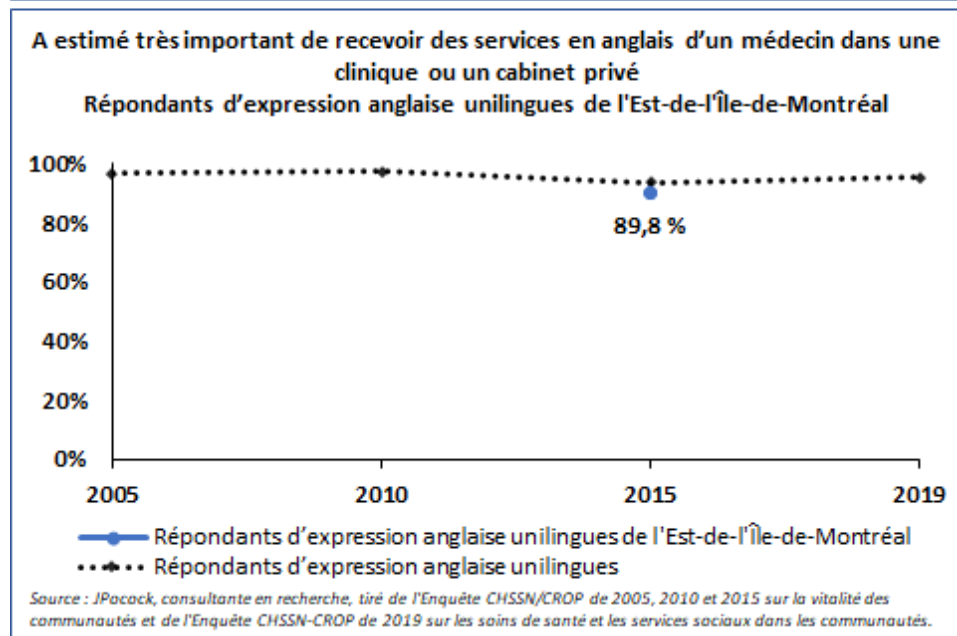 A estimé très important de recevoir des services en anglais d’un médecin dans une
clinique ou un cabinet privé
Répondants d’expression anglaise unilingues de l'Est-de-l'Île-de-Montréal
100%
80%
89,8 %
60%
40%
20%
0%
2005 2010 2015 2019
Répondants d’expression anglaise unilingues de l'Est-de-l'Île-de-Montréal
Répondants d’expression anglaise unilingues
Source : JPocock, consultante en recherche, tiré de l'Enquête CHSSN/CROP de 2005, 2010 et 2015 sur la vitalité des
communautés et de l'Enquête CHSSN-CROP de 2019 sur les soins de santé et les services sociaux dans les communautés.